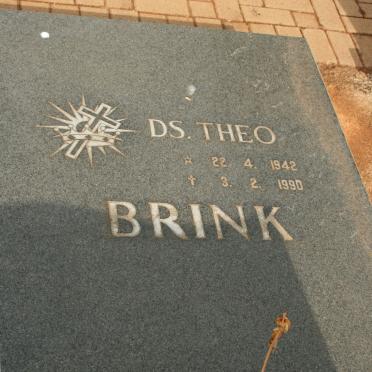 DS. THEO
☆ 22. 4. 1942
✝ 3. 2. 1990
BRINK